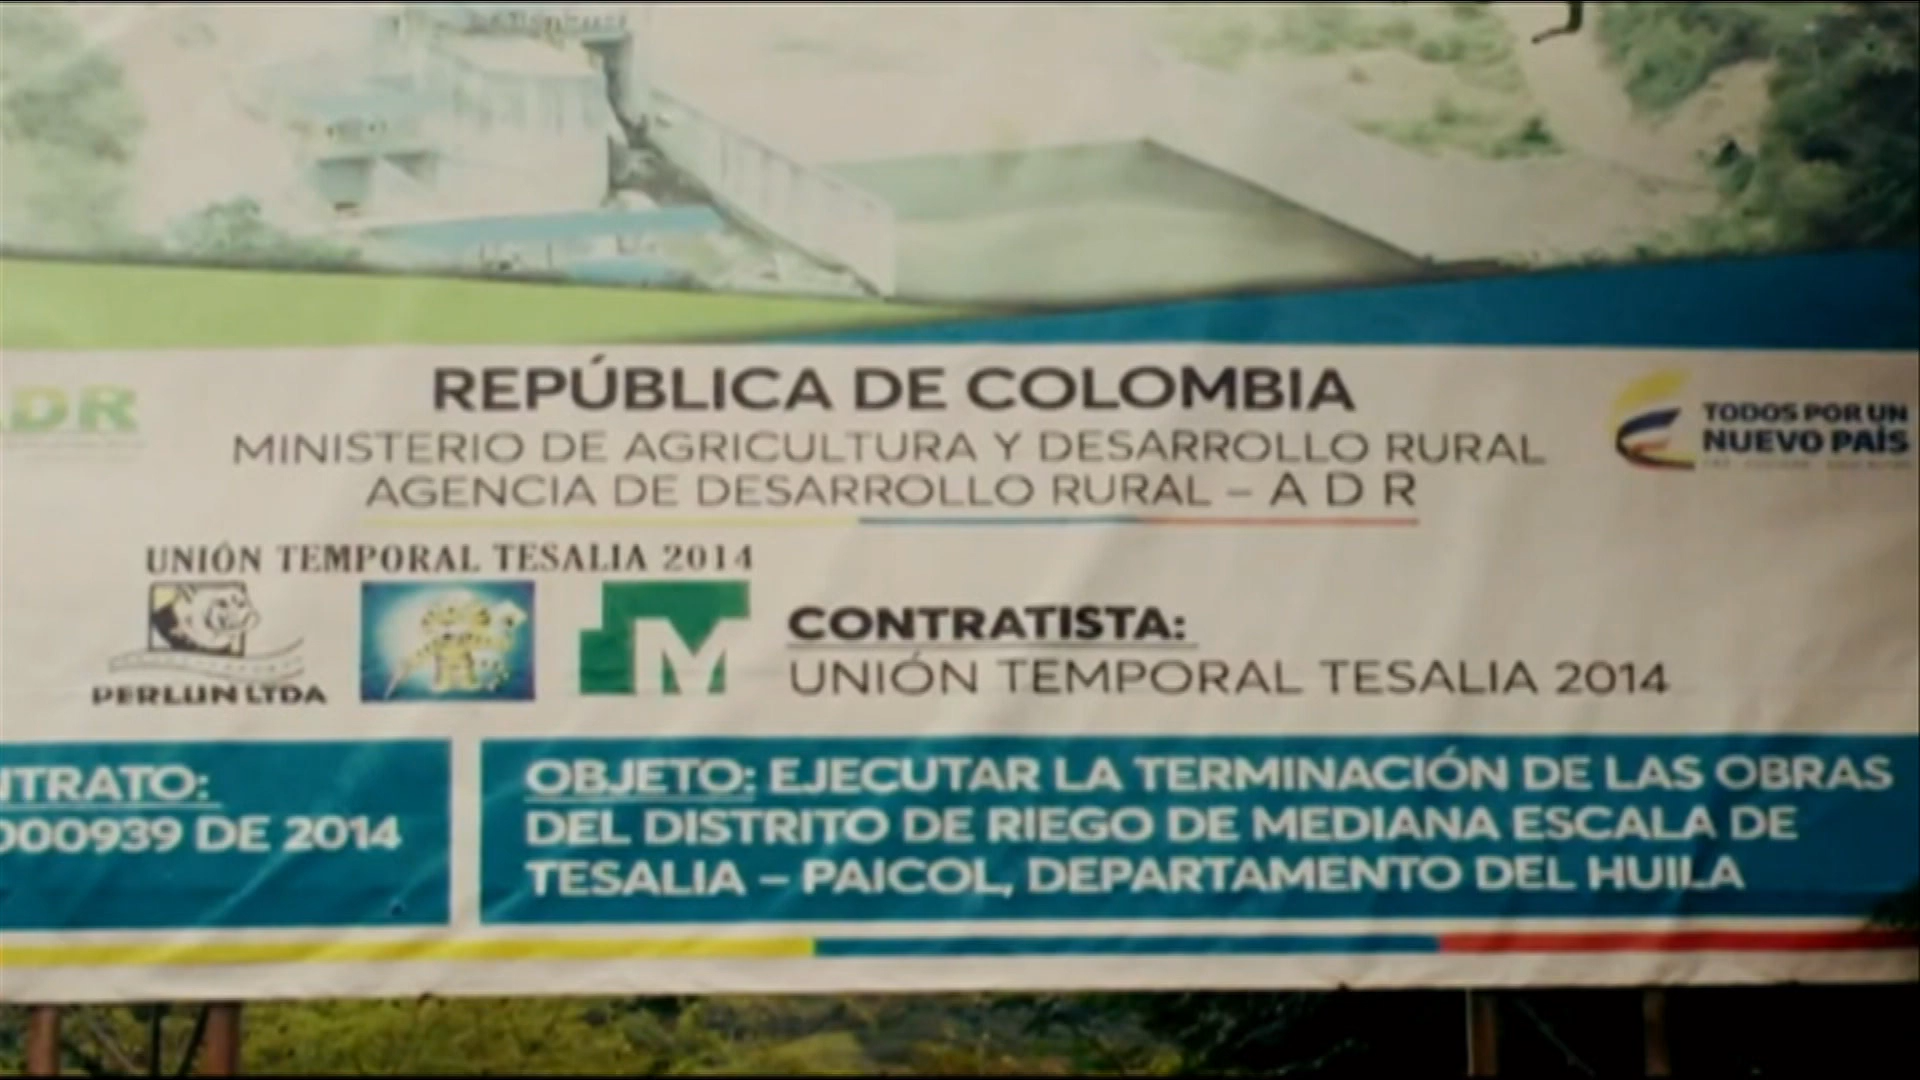 REPÚBLICA DE COLOMBIA
ADR
TODOS POR UN
NUEVO PAÍS
MINISTERIO DE AGRICULTURA Y DESARROLLO RURAL
AGENCIA DE DESARROLLO RURAL – A D R
UNIÓN TEMPORAL TESALIA 2014
PERLUN LTDA
M
CONTRATISTA:
UNIÓN TEMPORAL TESALIA 2014
NTRATO:
000939 DE 2014
OBJETO: EJECUTAR LA TERMINACIÓN DE LAS OBRAS
DEL DISTRITO DE RIEGO DE MEDIANA ESCALA DE
TESALIA – PAICOL, DEPARTAMENTO DEL HUILA